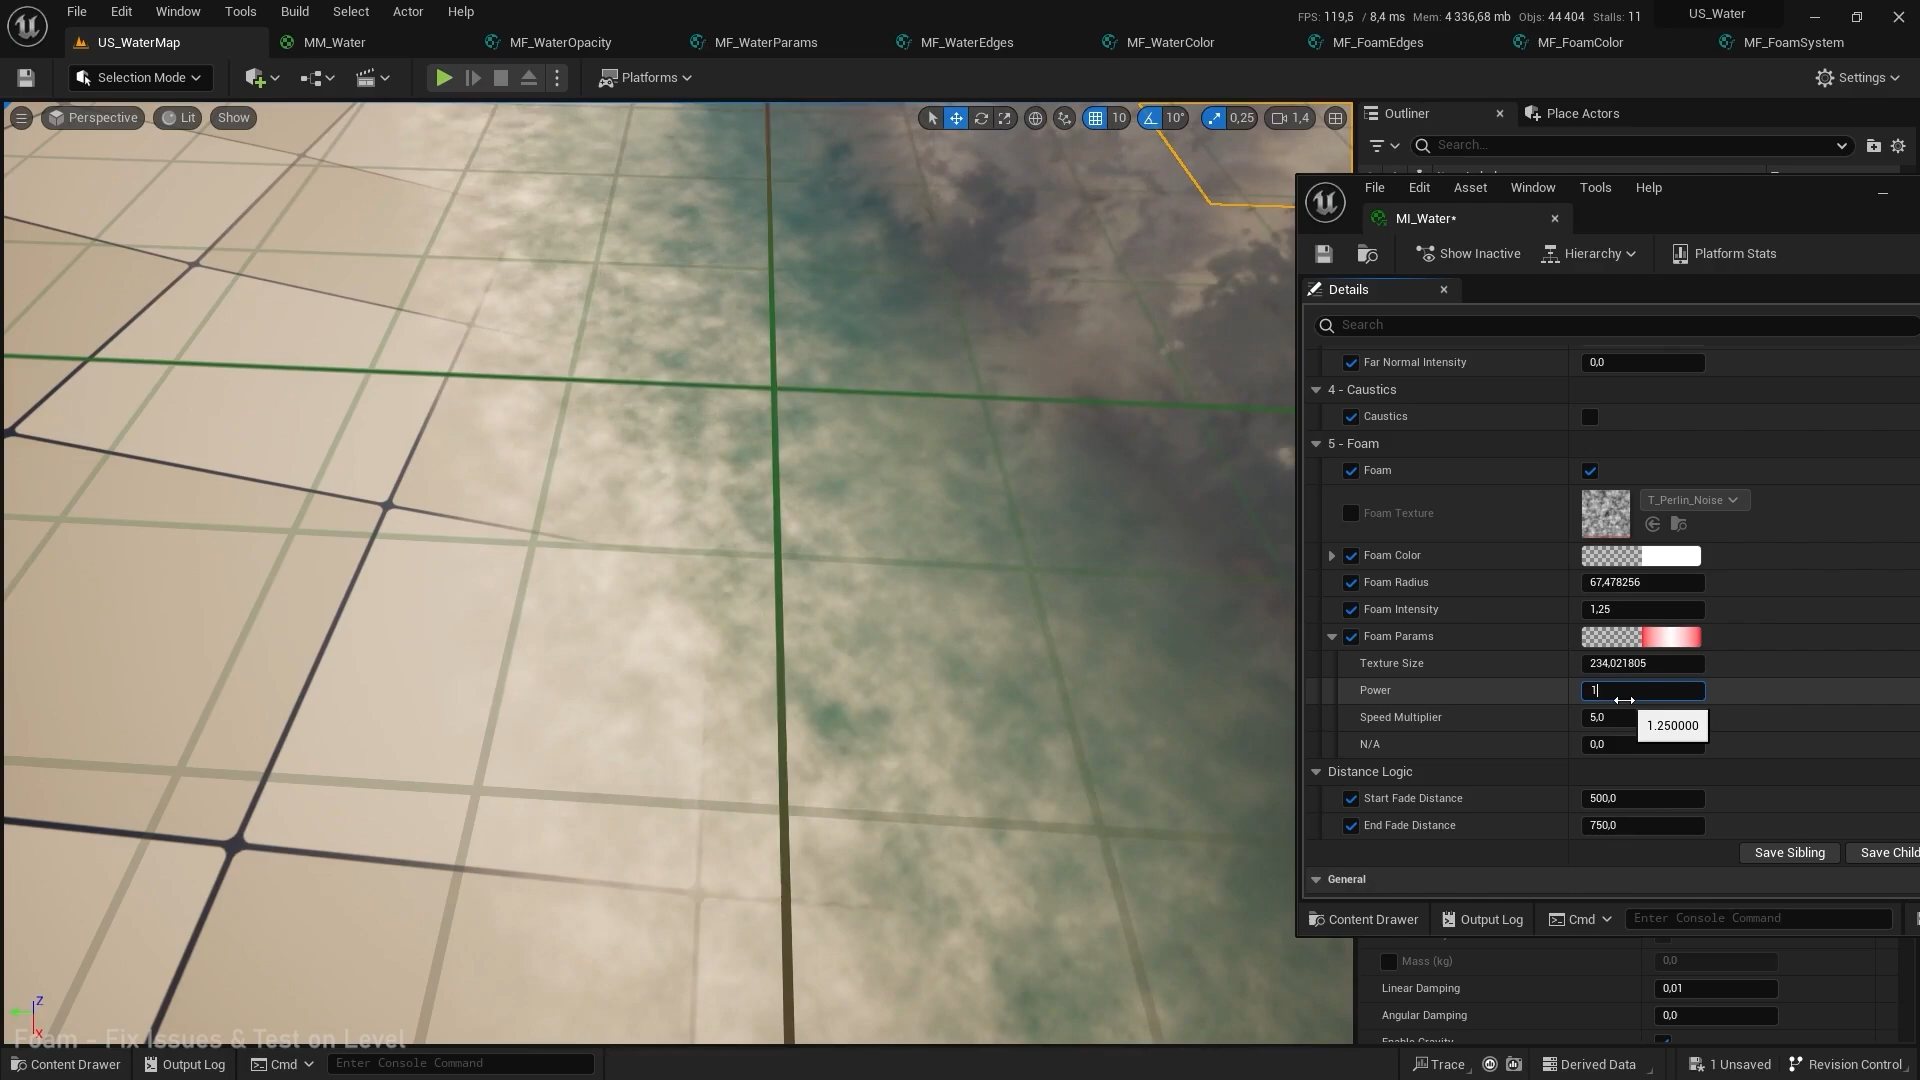 File Edit Window Tools Build Select Actor Help
FPS: 119,5 / 8,4 ms Mem: 4 336,68 mb Objs: 44 404 Stalls: 11
US_Water
US_WaterMap
MM_Water
MF_WaterOpacity
MF_WaterParams
MF_WaterEdges
MF_WaterColor
MF_FoamEdges
MF_FoamColor
MF_FoamSystem
Selection Mode
Platforms
Settings
Perspective
Lit
Show
10
10°
0,25
1,4
Outliner
Place Actors
Search...
File Edit Asset Window Tools Help
MI_Water*
Show Inactive
Hierarchy
Platform Stats
Details
Search
Far Normal Intensity 0,0
4 - Caustics
Caustics
5 - Foam
Foam
Foam Texture T_Perlin_Noise
Foam Color
Foam Radius 67,478256
Foam Intensity 1,25
Foam Params
Texture Size 234,021805
Power 1
Speed Multiplier 5,0
1.250000
N/A 0,0
Distance Logic
Start Fade Distance 500,0
End Fade Distance 750,0
Save Sibling
Save Child
General
Content Drawer
Output Log
Cmd
Enter Console Command
Mass (kg) 0,0
Linear Damping 0,01
Angular Damping 0,0
Enable Gravity
Z
X
Foam - Fix Issues & Test on Level
Content Drawer
Output Log
Cmd
Enter Console Command
Trace
Derived Data
1 Unsaved
Revision Control